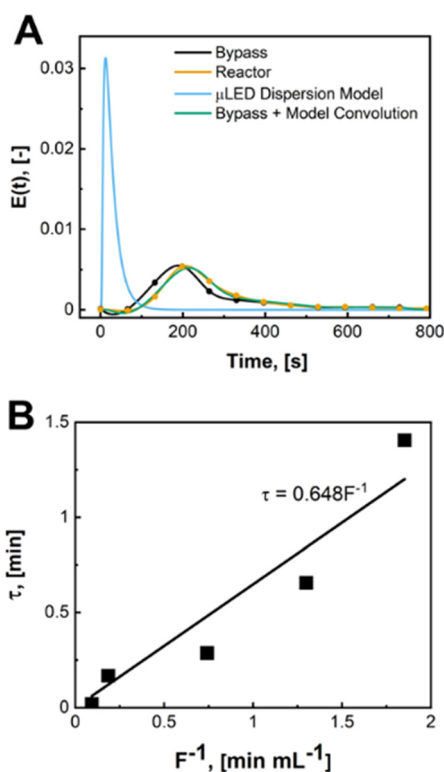 A
Bypass
Reactor
μLED Dispersion Model
Bypass + Model Convolution
E(t), [-]
0.03
0.02
0.01
0
0 200 400 600 800
Time, [s]
B
τ = 0.648F⁻¹
τ, [min]
1.5
1
0.5
0
0 0.5 1 1.5 2
F⁻¹, [min mL⁻¹]